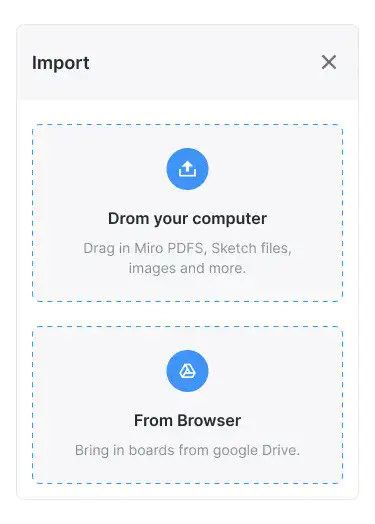 Import
Drom your computer
Drag in Miro PDFS, Sketch files,
images and more.
From Browser
Bring in boards from google Drive.